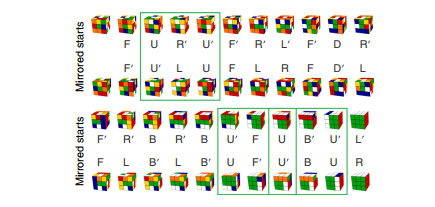 Mirrored starts
F U R′ U′ F′ R′ L′ F′ D R′
F′ U′ L U F L R F D′ L
Mirrored starts
F′ R′ B R′ B U′ F U B′ U′ L′
F L B′ L B′ U F′ U′ B U R